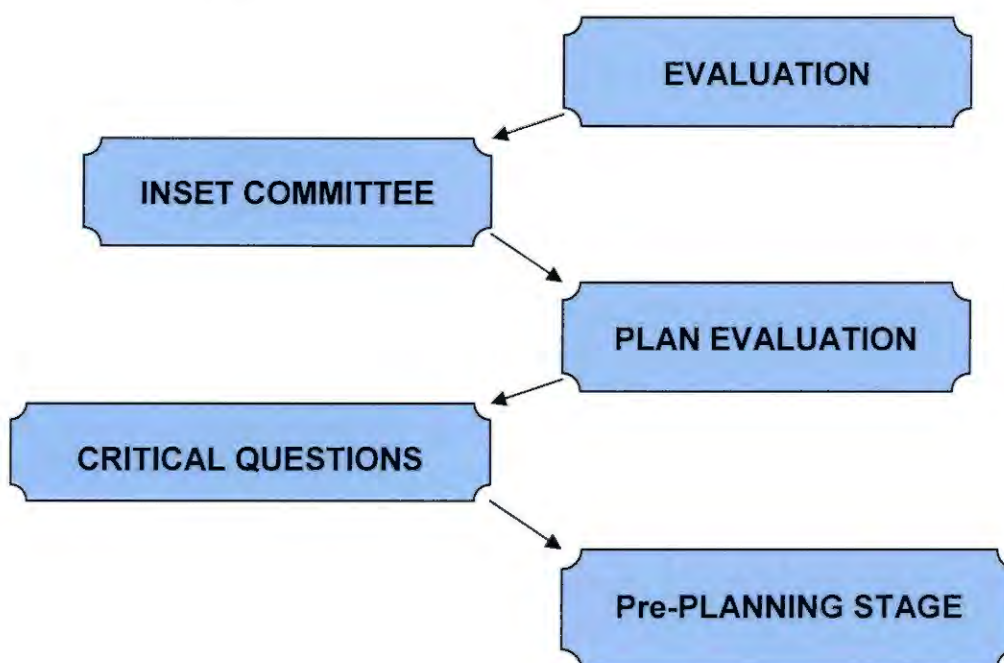 EVALUATION
INSET COMMITTEE
PLAN EVALUATION
CRITICAL QUESTIONS
Pre-PLANNING STAGE